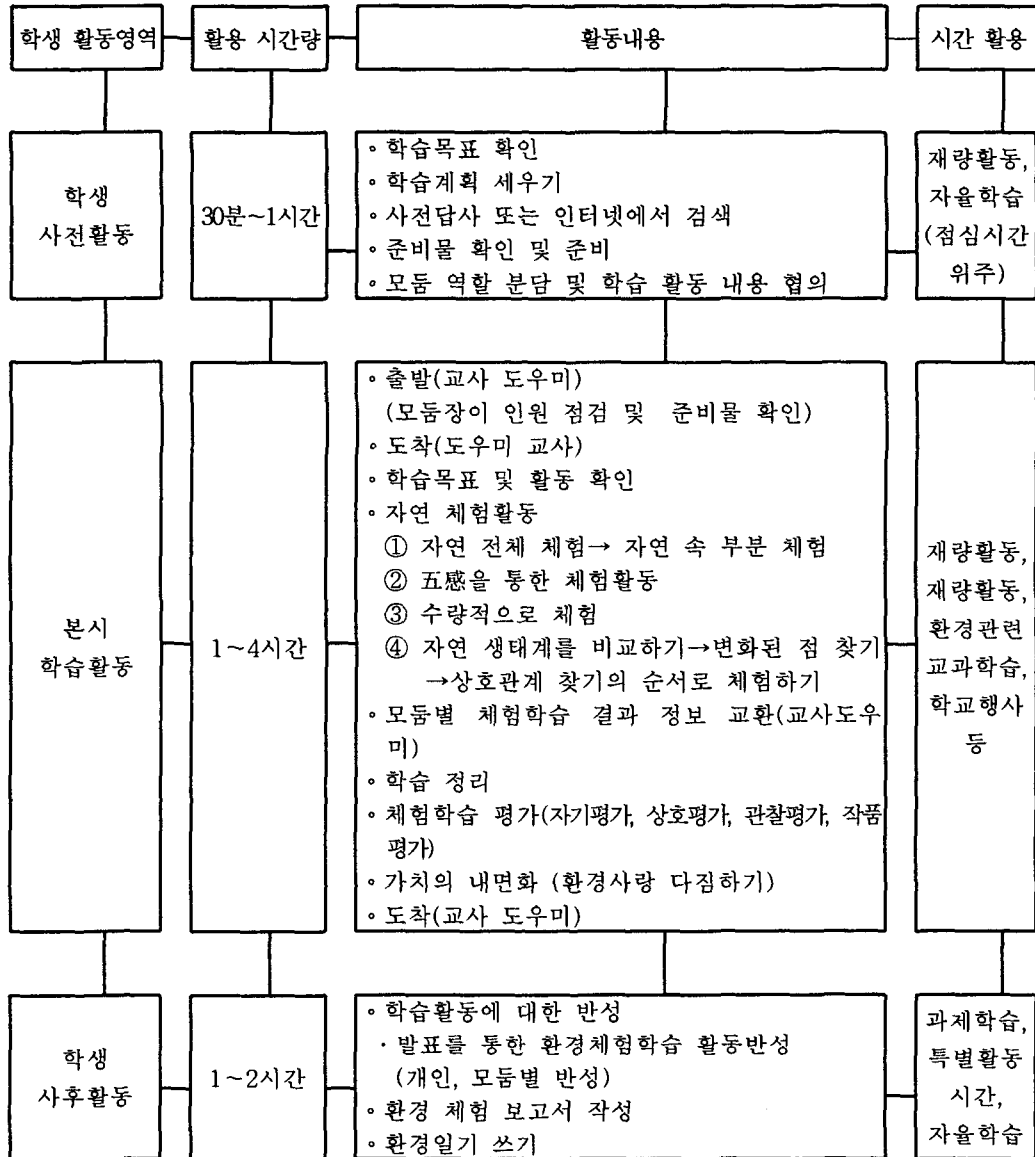 학생 활동영역
활용 시간량
활동내용
시간 활용
학생
사전활동
30분~1시간
∘학습목표 확인
∘학습계획 세우기
∘사전답사 또는 인터넷에서 검색
∘준비물 확인 및 준비
∘모둠 역할 분담 및 학습 활동 내용 협의
재량활동,
자율학습
(점심시간
위주)
본시
학습활동
1~4시간
∘출발(교사 도우미)
(모둠장이 인원 점검 및 준비물 확인)
∘도착(도우미 교사)
∘학습목표 및 활동 확인
∘자연 체험활동
① 자연 전체 체험→ 자연 속 부분 체험
② 五感을 통한 체험활동
③ 수량적으로 체험
④ 자연 생태계를 비교하기→변화된 점 찾기
→상호관계 찾기의 순서로 체험하기
∘모둠별 체험학습 결과 정보 교환(교사도우
미)
∘학습 정리
∘체험학습 평가(자기평가, 상호평가, 관찰평가, 작품
평가)
∘가치의 내면화 (환경사랑 다짐하기)
∘도착(교사 도우미)
재량활동,
재량활동,
환경관련
교과학습,
학교행사
등
학생
사후활동
1~2시간
∘학습활동에 대한 반성
·발표를 통한 환경체험학습 활동반성
(개인, 모둠별 반성)
∘환경 체험 보고서 작성
∘환경일기 쓰기
과제학습,
특별활동
시간,
자율학습